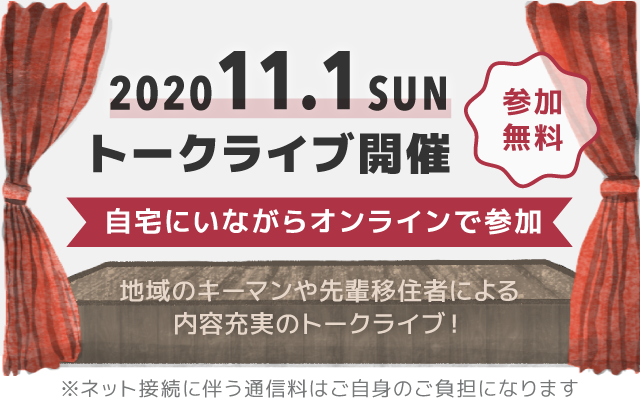 2020 11.1 SUN
トークライブ開催
参加
無料
自宅にいながらオンラインで参加
地域のキーマンや先輩移住者による
内容充実のトークライブ！
※ネット接続に伴う通信料はご自身のご負担になります